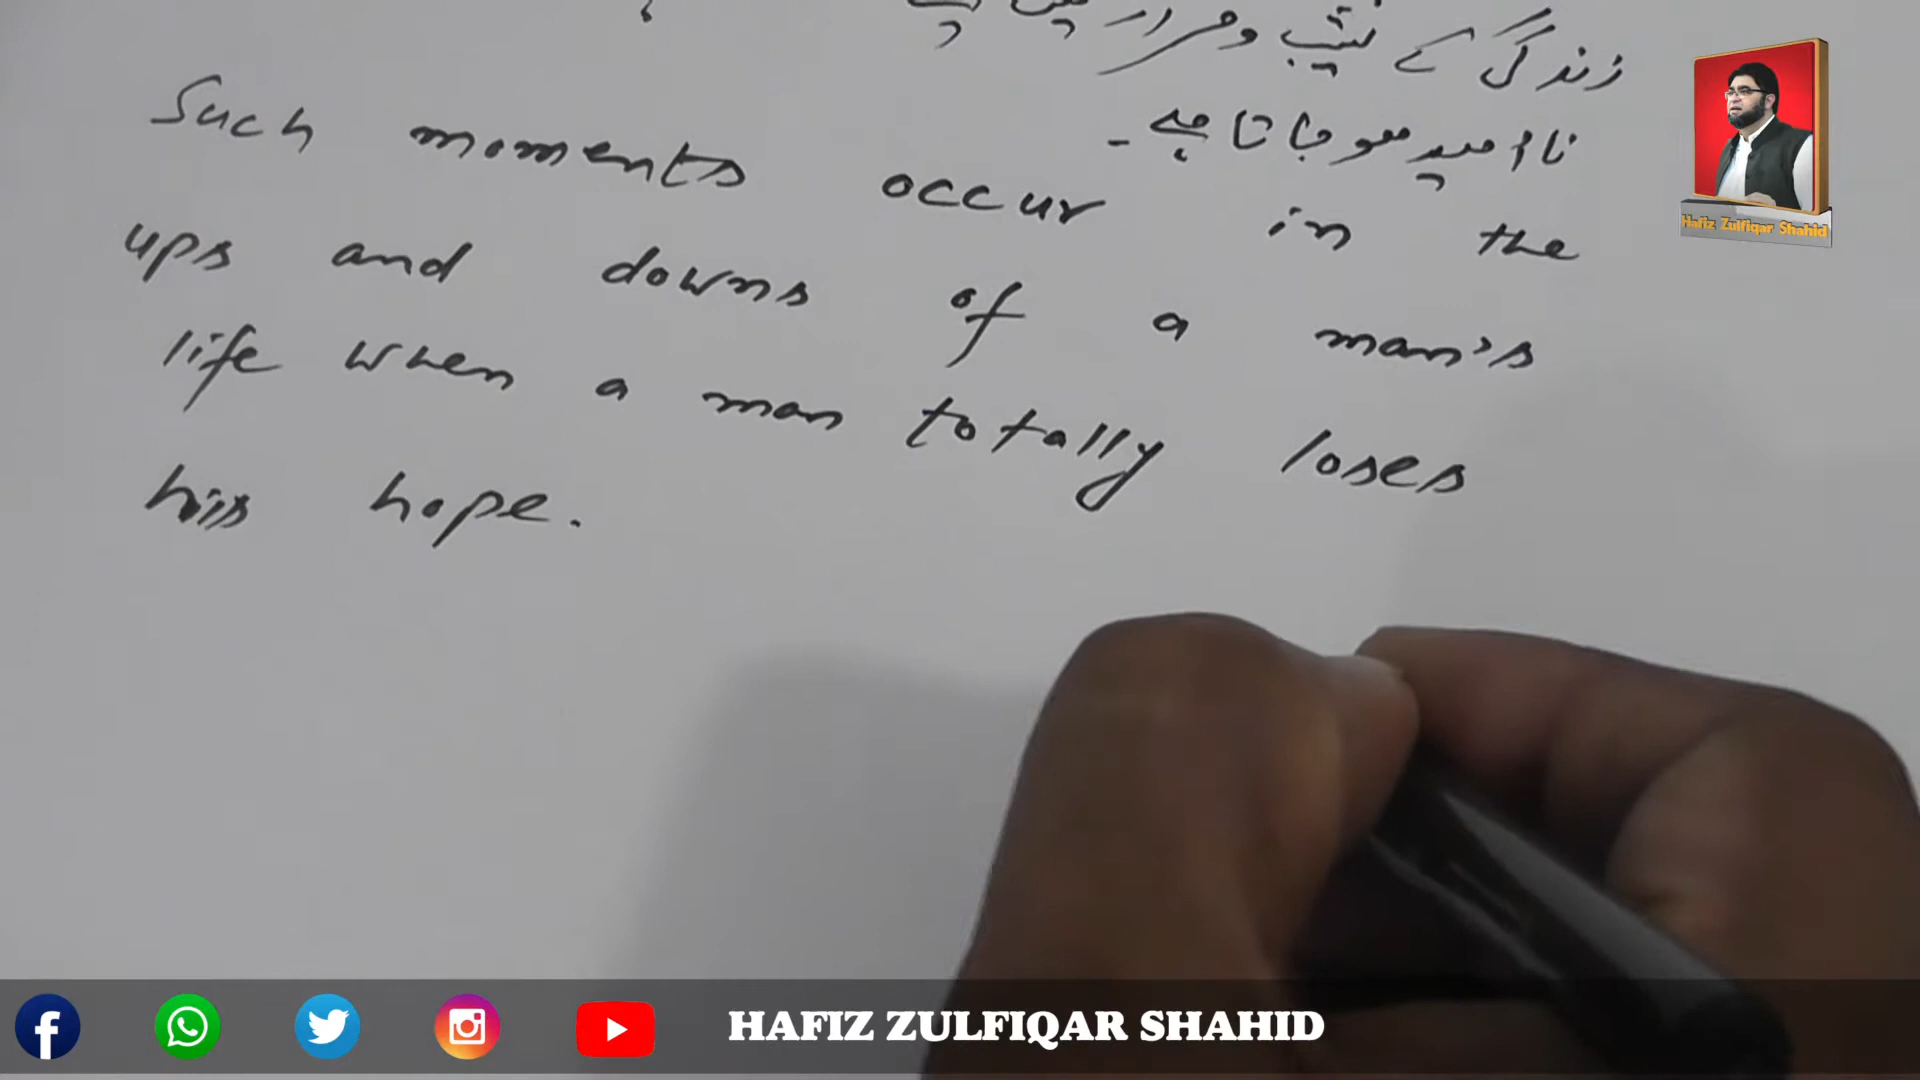 زندگی کے نشیب و فراز میں
ناامید ہو جاتا ہے۔
Such moments occur in the
ups and downs of a man's
life when a man totally loses
his hope.
Hafiz Zulfiqar Shahid
HAFIZ ZULFIQAR SHAHID